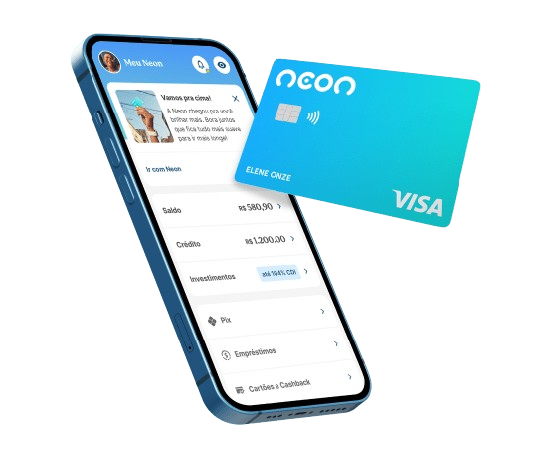 Meu Neon
Vamos pra cima!
A Neon chegou pra você
brilhar mais. Bora juntos
que fica tudo mais suave
para ir mais longe!
Ir com Neon
Saldo
R$ 580,90
Crédito
R$ 1.200,00
Investimentos
até 194% CDI
Pix
Empréstimos
Cartões e Cashback
neon
ELENE ONZE
VISA